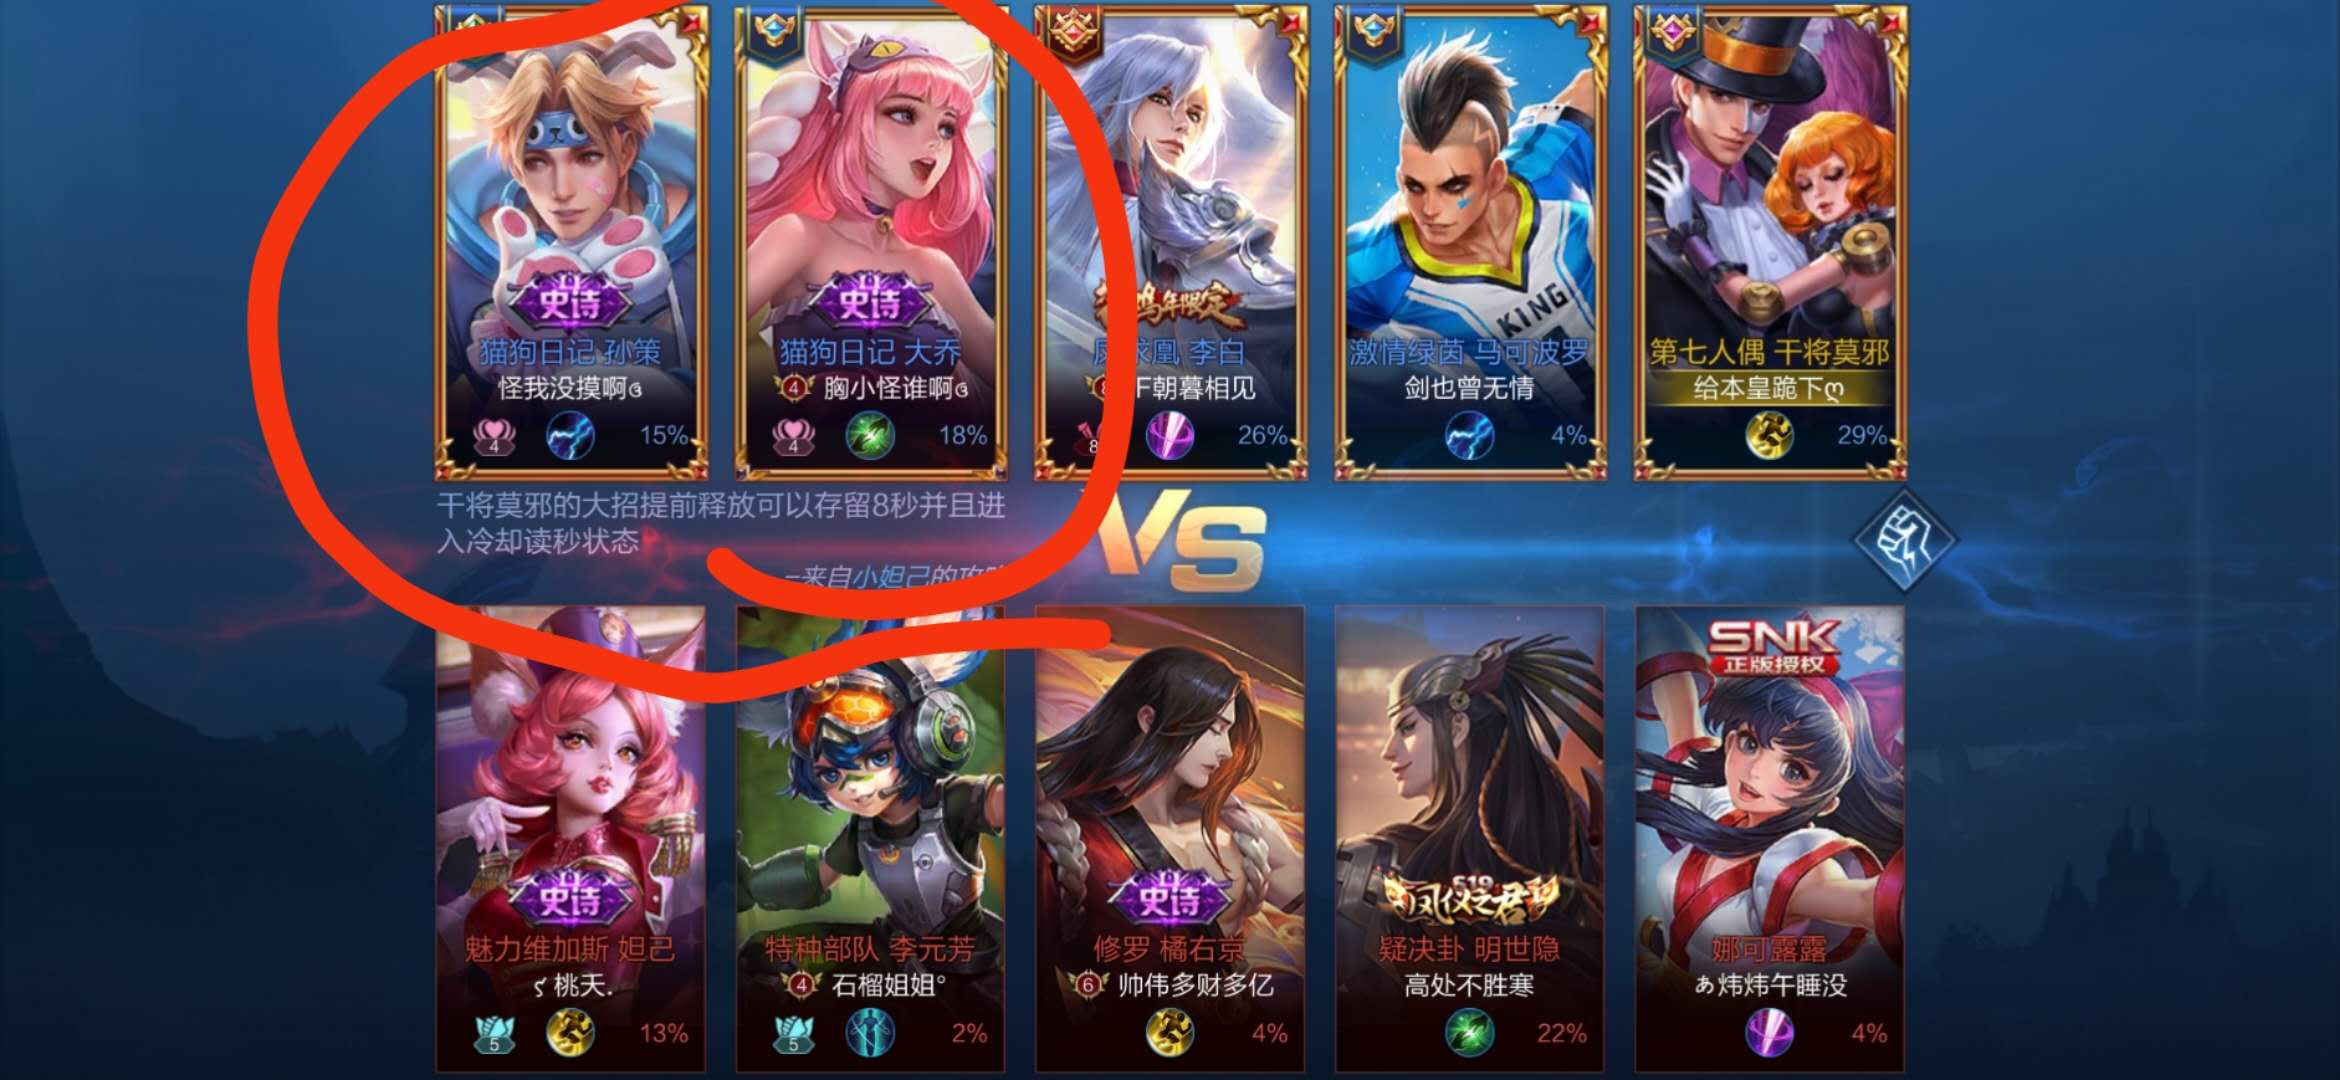 史诗 史诗 鸡年限定 KING
猫狗日记 孙策 猫狗日记 大乔 求凰 李白 激情绿茵 马可波罗 第七人偶 干将莫邪
怪我没摸啊 4 胸小怪谁啊 朝暮相见 剑也曾无情 给本皇跪下ღ
4 15% 4 18% 8 26% 4% 29%
干将莫邪的大招提前释放可以存留8秒并且进
入冷却读秒状态
VS
—来自小妲己的攻
SNK
正版授权
史诗 史诗 519 凤仪之君
魅力维加斯 妲己 特种部队 李元芳 修罗 橘右京 疑决卦 明世隐 娜可露露
桃夭. 4 石榴姐姐° 6 帅伟多财多亿 高处不胜寒 ぁ炜炜午睡没
5 13% 5 2% 4% 22% 4%